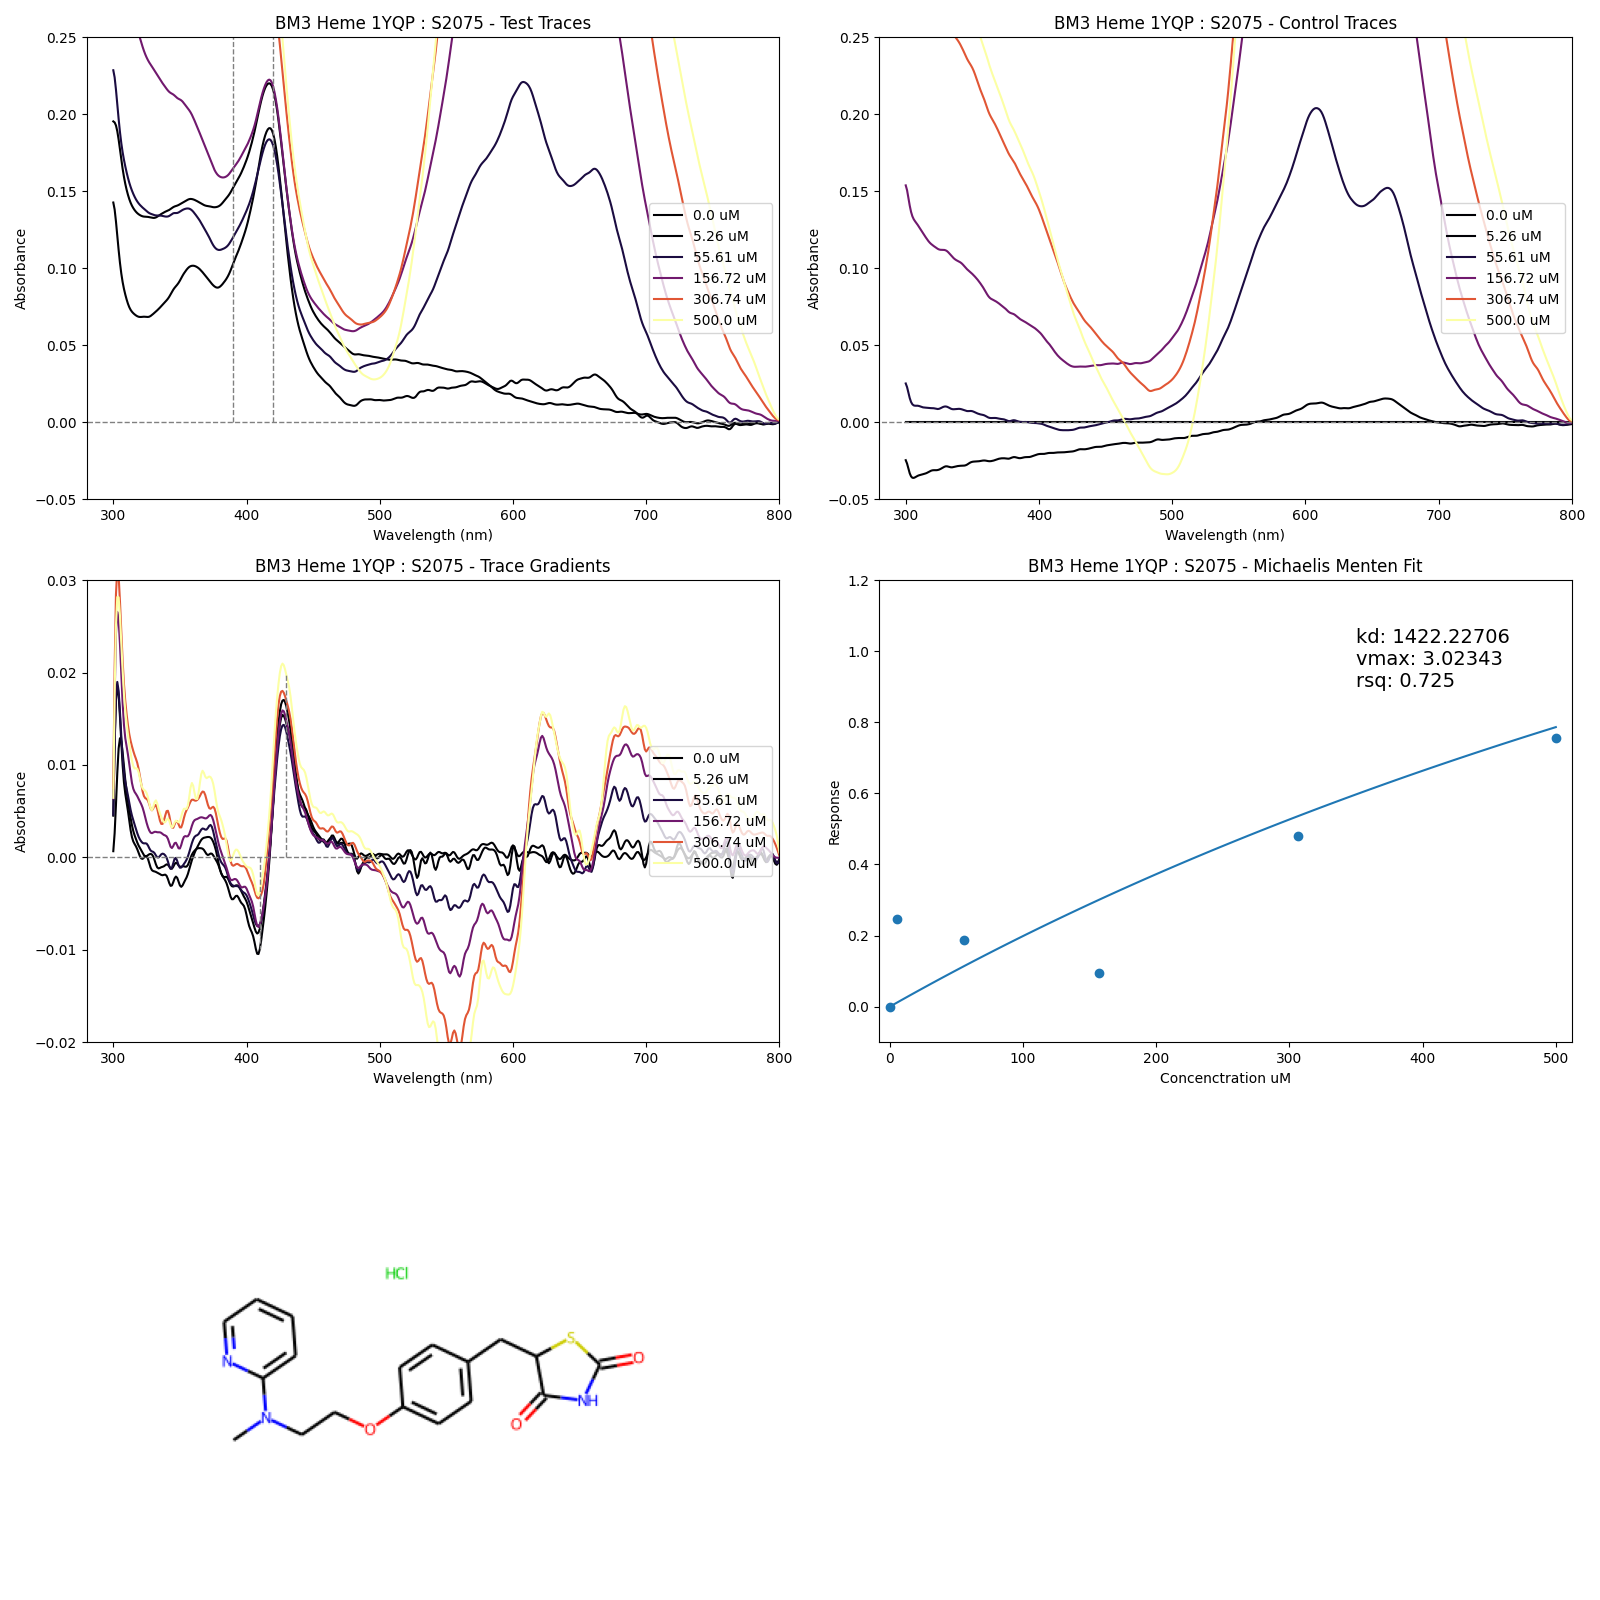 BM3 Heme 1YQP : S2075 - Test Traces
0.25
0.20
0.15
0.10
0.05
0.00
−0.05
Absorbance
300
400
500
600
700
800
Wavelength (nm)
0.0 uM
5.26 uM
55.61 uM
156.72 uM
306.74 uM
500.0 uM
BM3 Heme 1YQP : S2075 - Control Traces
0.25
0.20
0.15
0.10
0.05
0.00
−0.05
Absorbance
300
400
500
600
700
800
Wavelength (nm)
0.0 uM
5.26 uM
55.61 uM
156.72 uM
306.74 uM
500.0 uM
BM3 Heme 1YQP : S2075 - Trace Gradients
0.03
0.02
0.01
0.00
−0.01
−0.02
Absorbance
300
400
500
600
700
800
Wavelength (nm)
0.0 uM
5.26 uM
55.61 uM
156.72 uM
306.74 uM
500.0 uM
BM3 Heme 1YQP : S2075 - Michaelis Menten Fit
1.2
1.0
0.8
0.6
0.4
0.2
0.0
Response
kd: 1422.22706
vmax: 3.02343
rsq: 0.725
0
100
200
300
400
500
Concenctration uM
HCl
S
O
N
NH
N
O
O